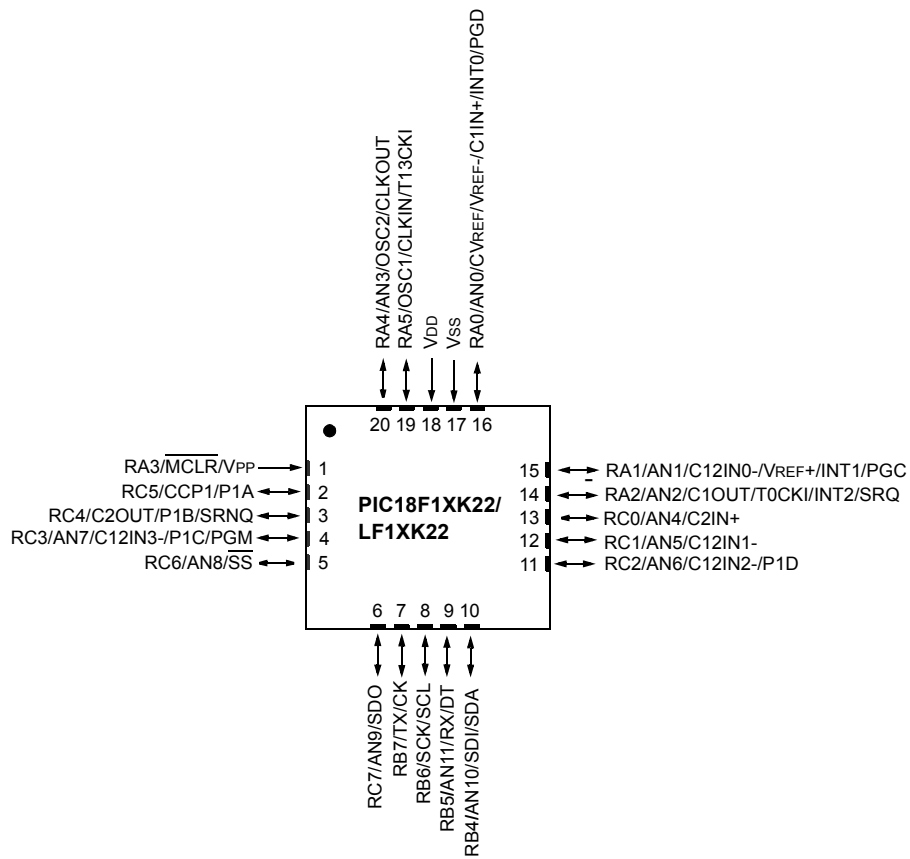 RA4/AN3/OSC2/CLKOUT
RA5/OSC1/CLKIN/T13CKI
VDD
VSS
RA0/AN0/CVREF/VREF-/C1IN+/INT0/PGD
20 19 18 17 16
RA3/M̅C̅L̅R̅/VPP 1
RC5/CCP1/P1A 2
RC4/C2OUT/P1B/SRNQ 3
RC3/AN7/C12IN3-/P1C/PGM 4
RC6/AN8/S̅S̅ 5
PIC18F1XK22/
LF1XK22
15 RA1/AN1/C12IN0-/VREF+/INT1/PGC
14 RA2/AN2/C1OUT/T0CKI/INT2/SRQ
13 RC0/AN4/C2IN+
12 RC1/AN5/C12IN1-
11 RC2/AN6/C12IN2-/P1D
6 7 8 9 10
RC7/AN9/SDO
RB7/TX/CK
RB6/SCK/SCL
RB5/AN11/RX/DT
RB4/AN10/SDI/SDA